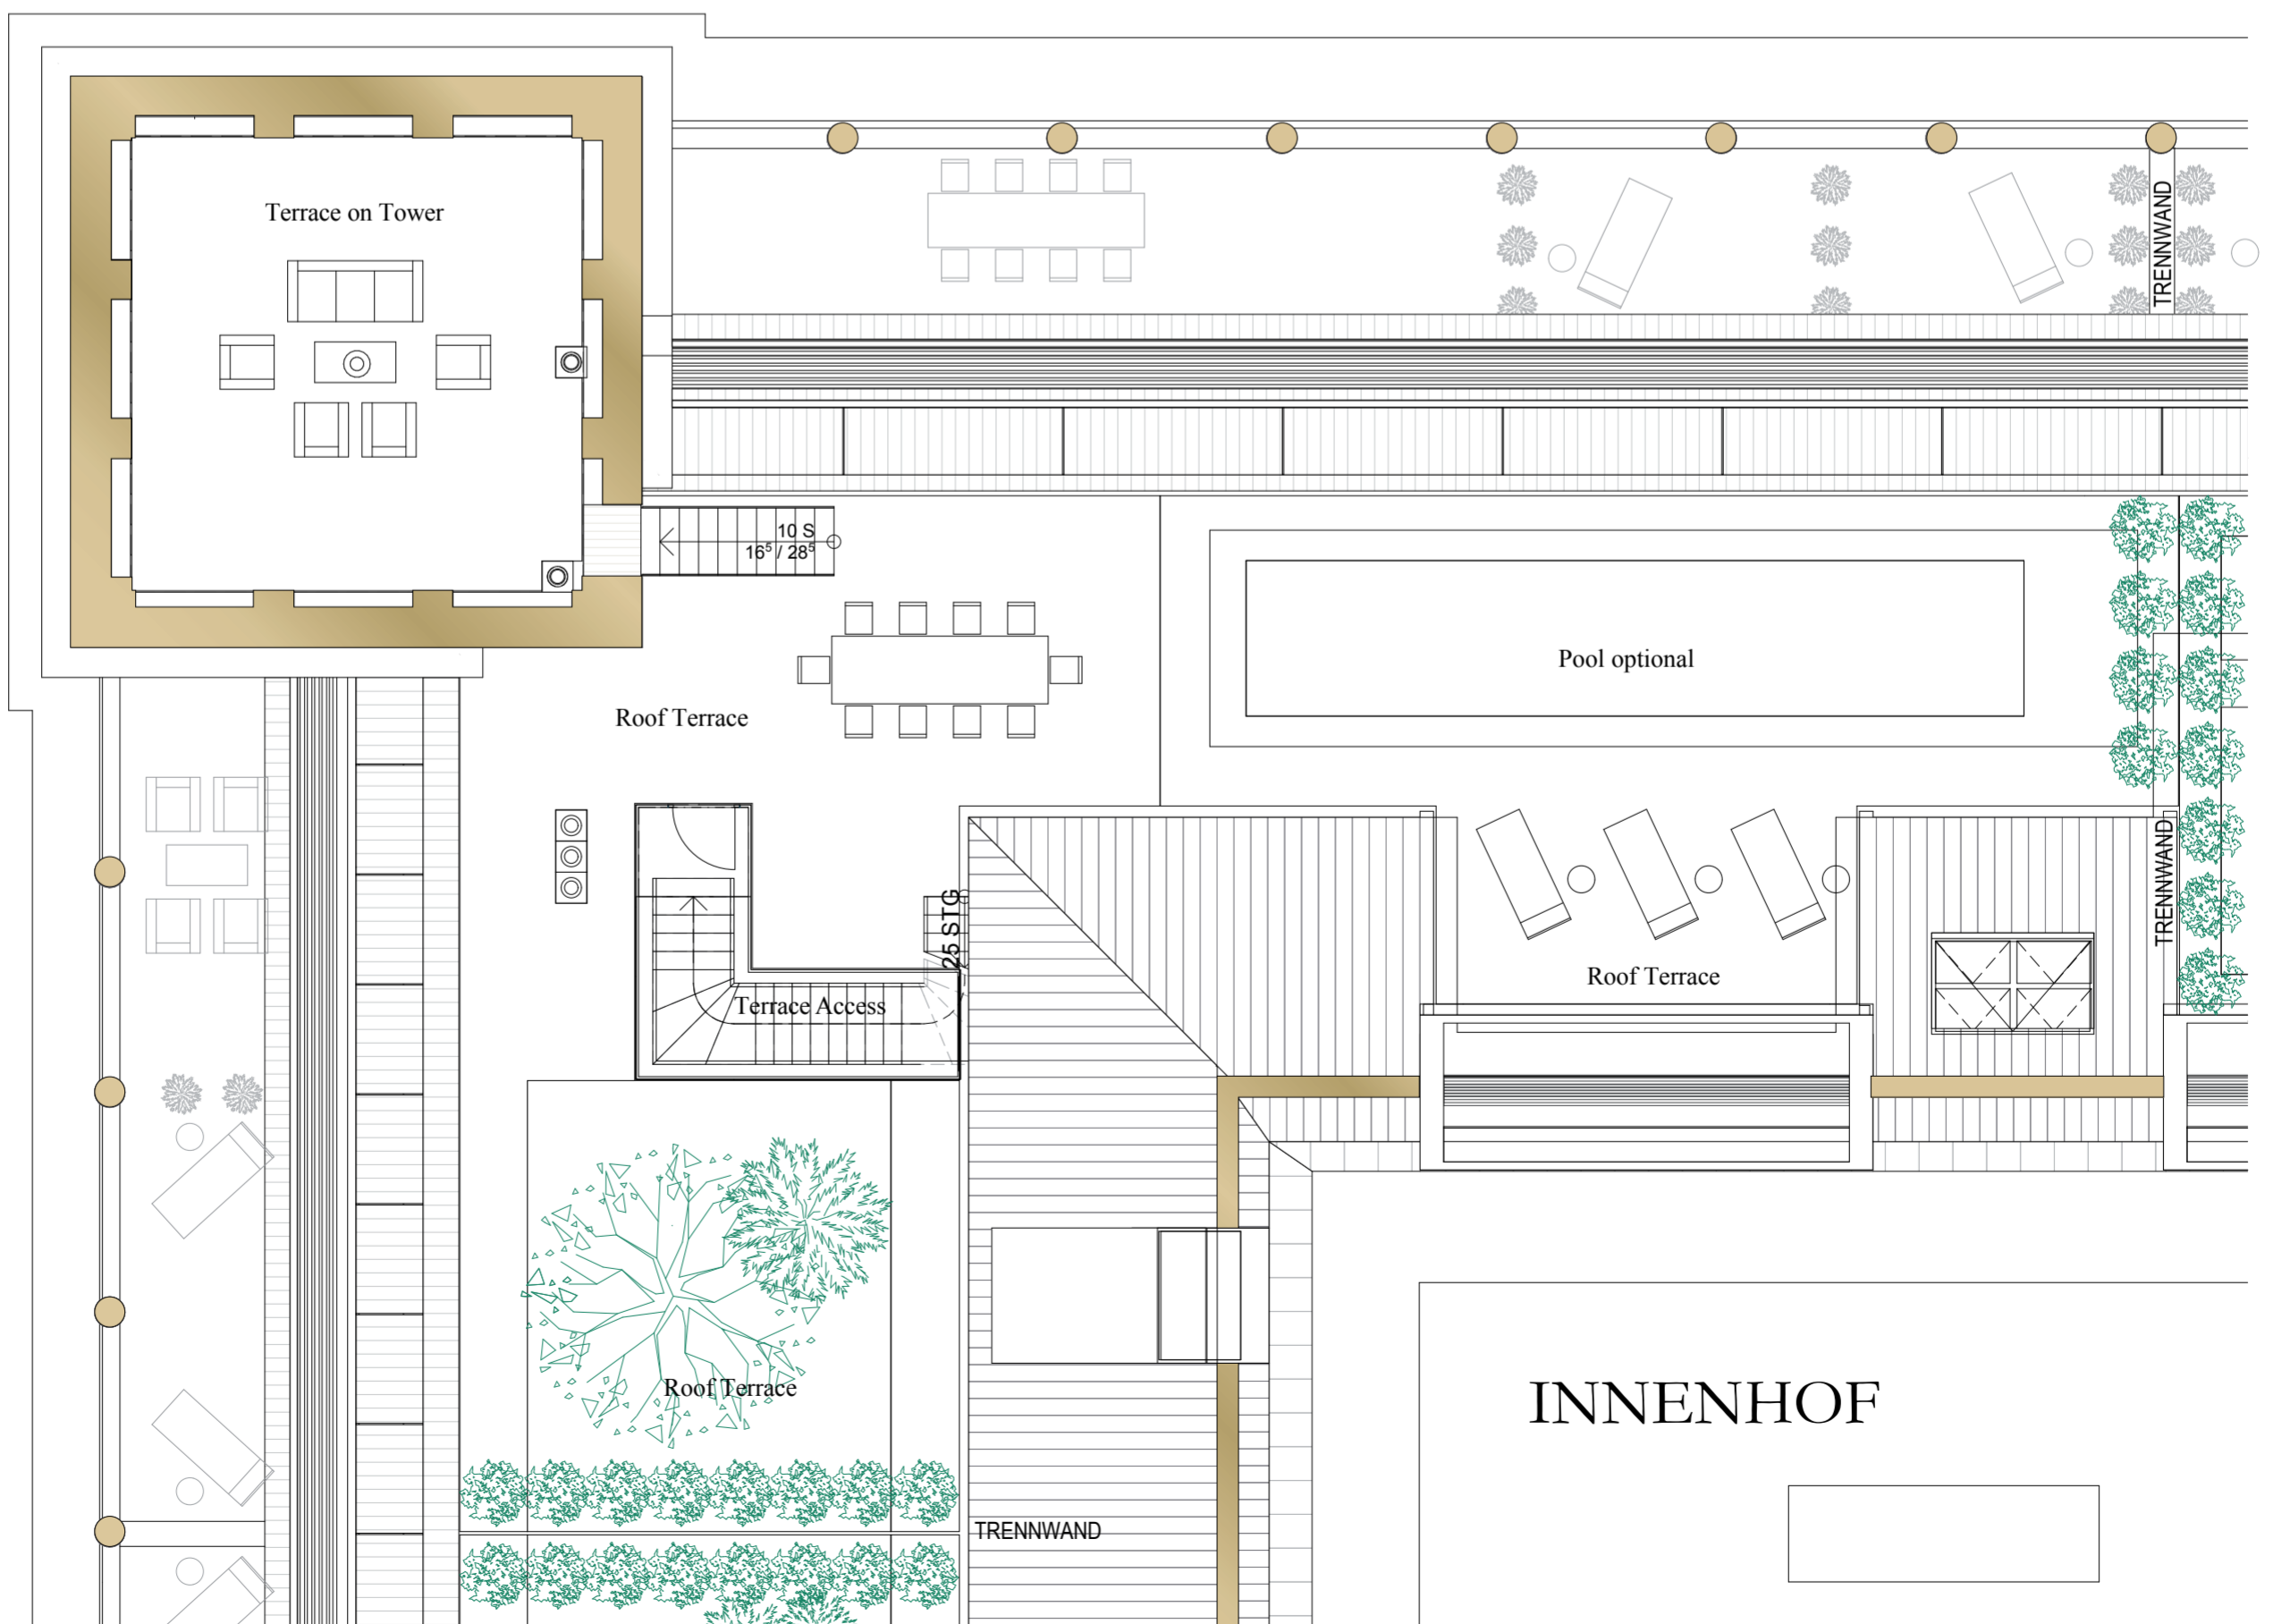 Terrace on Tower
TRENNWAND
10 S
16⁵ / 28⁵
Pool optional
Roof Terrace
TRENNWAND
25 STG
Roof Terrace
Terrace Access
Roof Terrace
INNENHOF
TRENNWAND